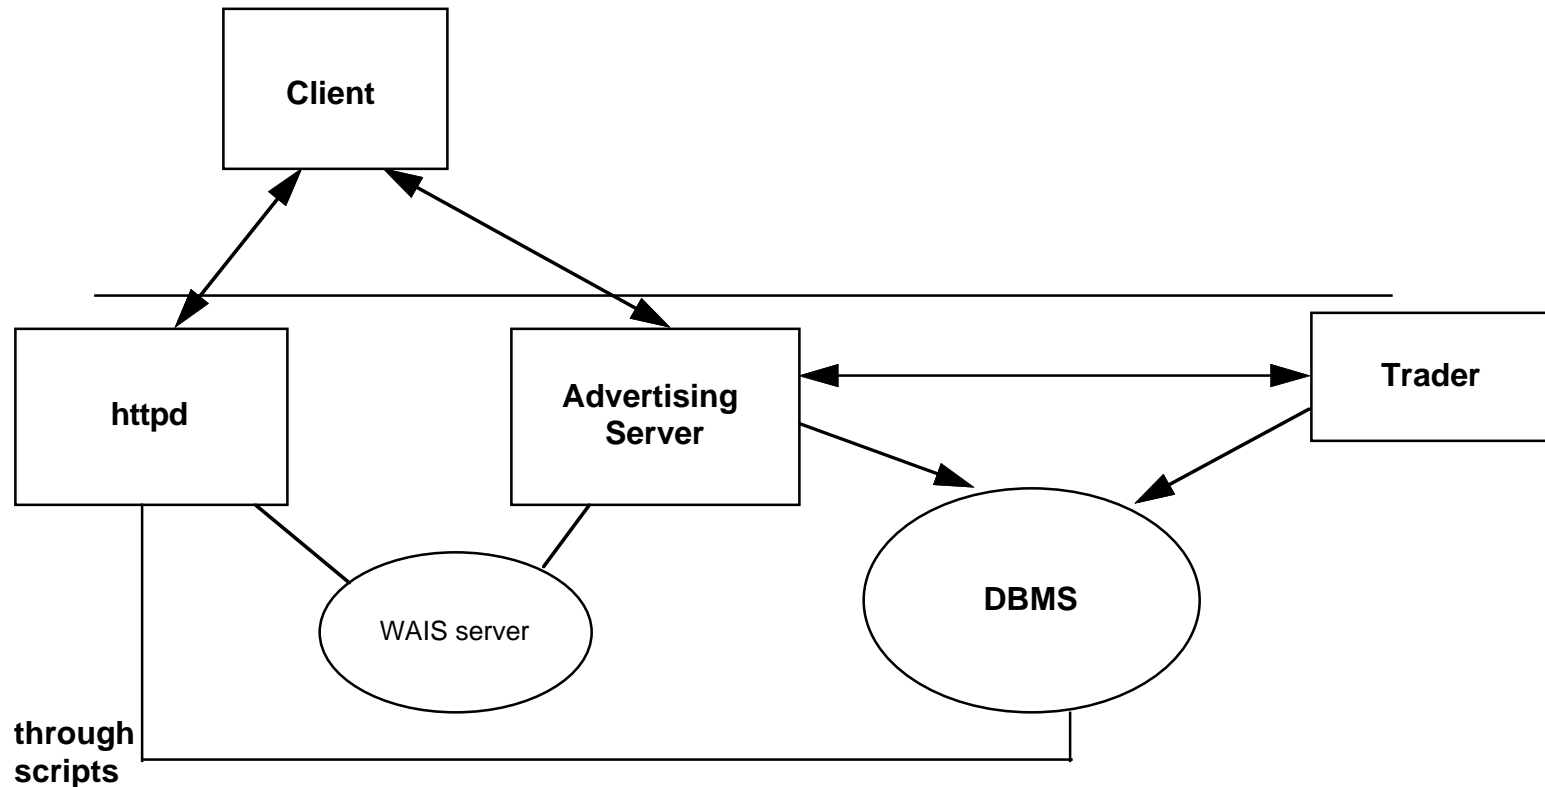 Client
httpd
Advertising
Server
Trader
WAIS server
DBMS
through
scripts